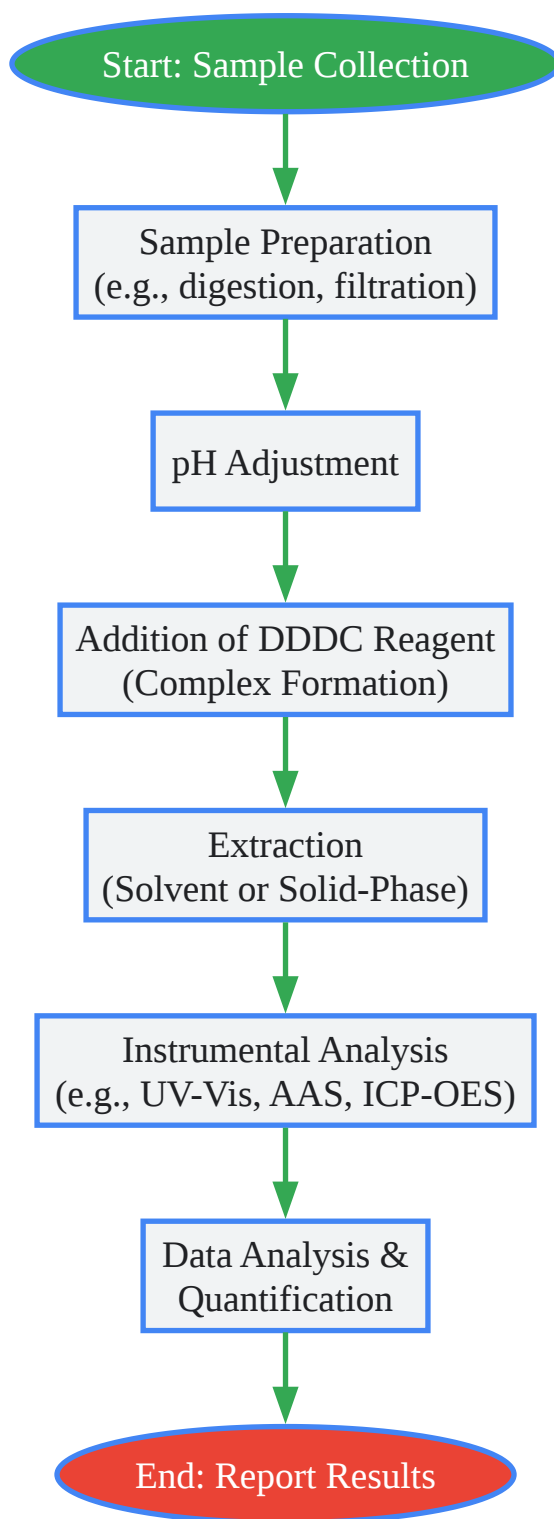 Start: Sample Collection
Sample Preparation
(e.g., digestion, filtration)
pH Adjustment
Addition of DDDC Reagent
(Complex Formation)
Extraction
(Solvent or Solid-Phase)
Instrumental Analysis
(e.g., UV-Vis, AAS, ICP-OES)
Data Analysis &
Quantification
End: Report Results